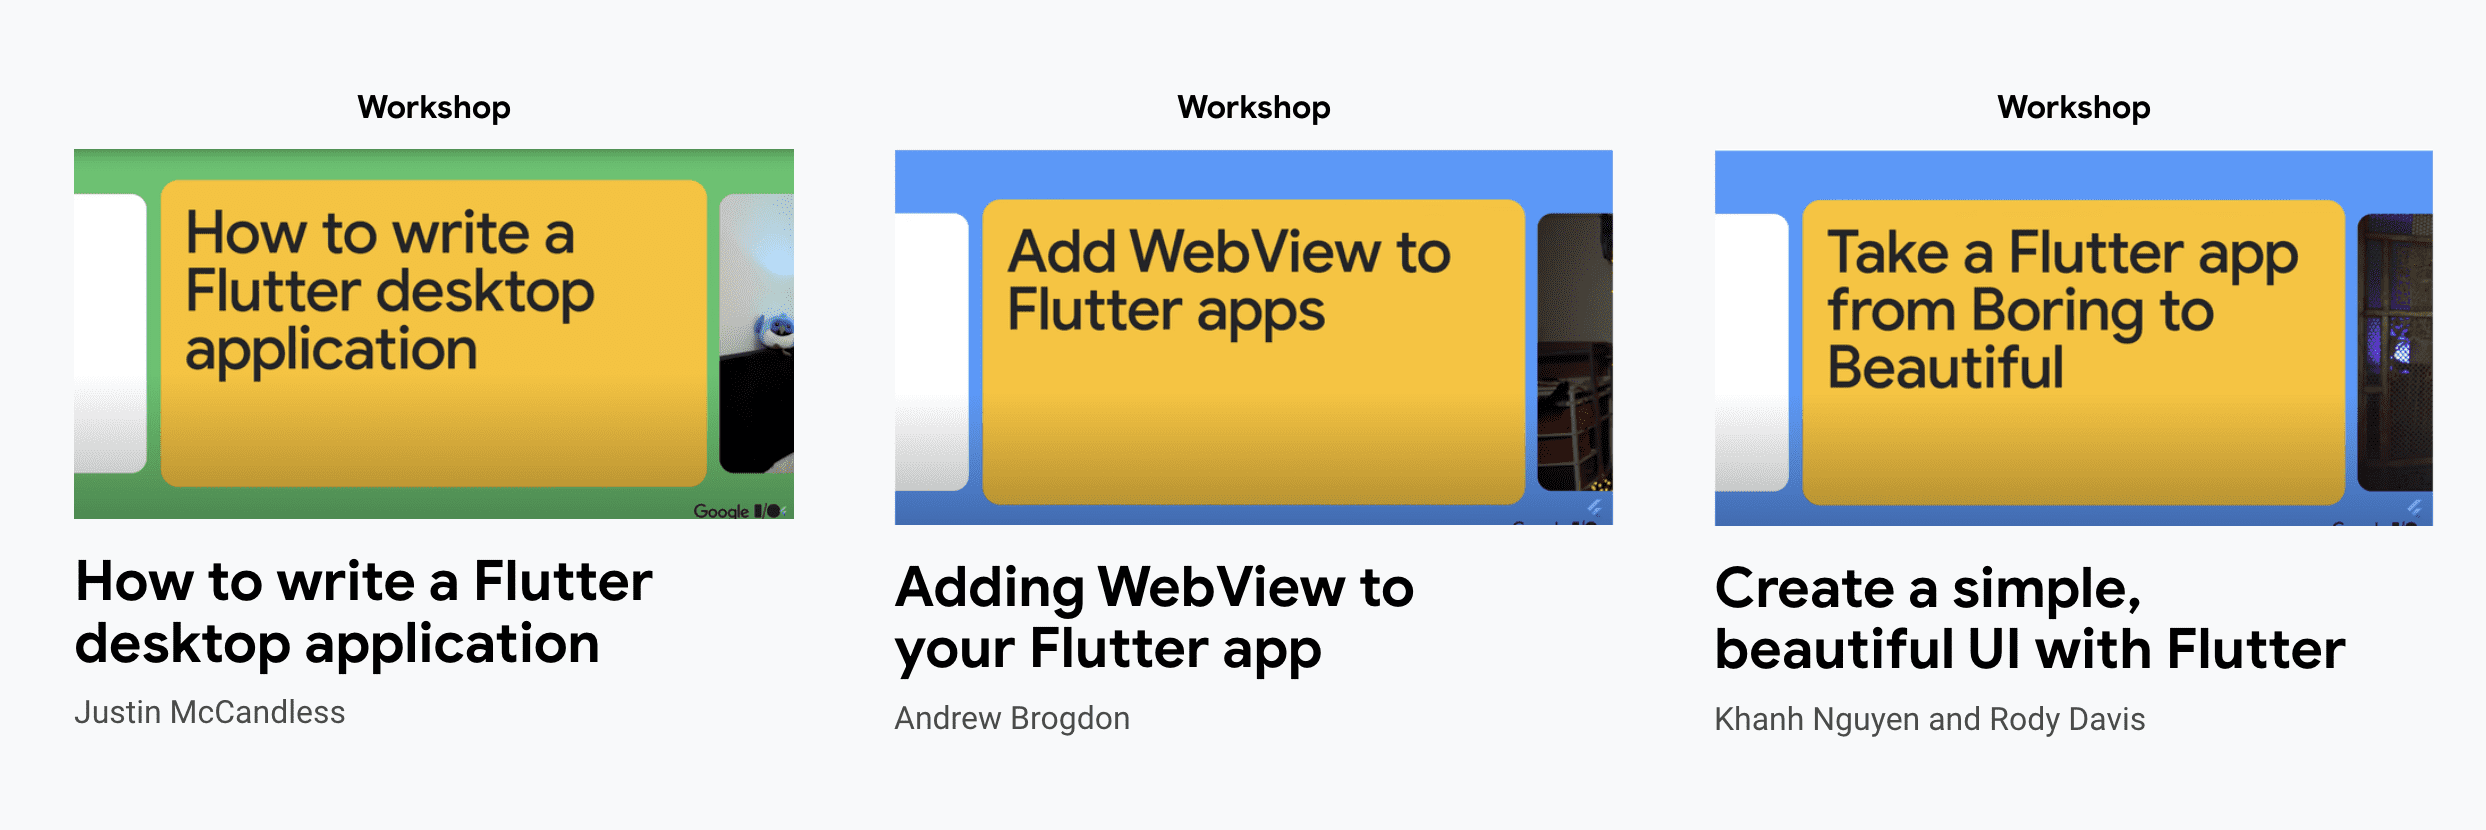 Workshop
How to write a
Flutter desktop
application
Google I/O
How to write a Flutter
desktop application
Justin McCandless
Workshop
Add WebView to
Flutter apps
Adding WebView to
your Flutter app
Andrew Brogdon
Workshop
Take a Flutter app
from Boring to
Beautiful
Create a simple,
beautiful UI with Flutter
Khanh Nguyen and Rody Davis